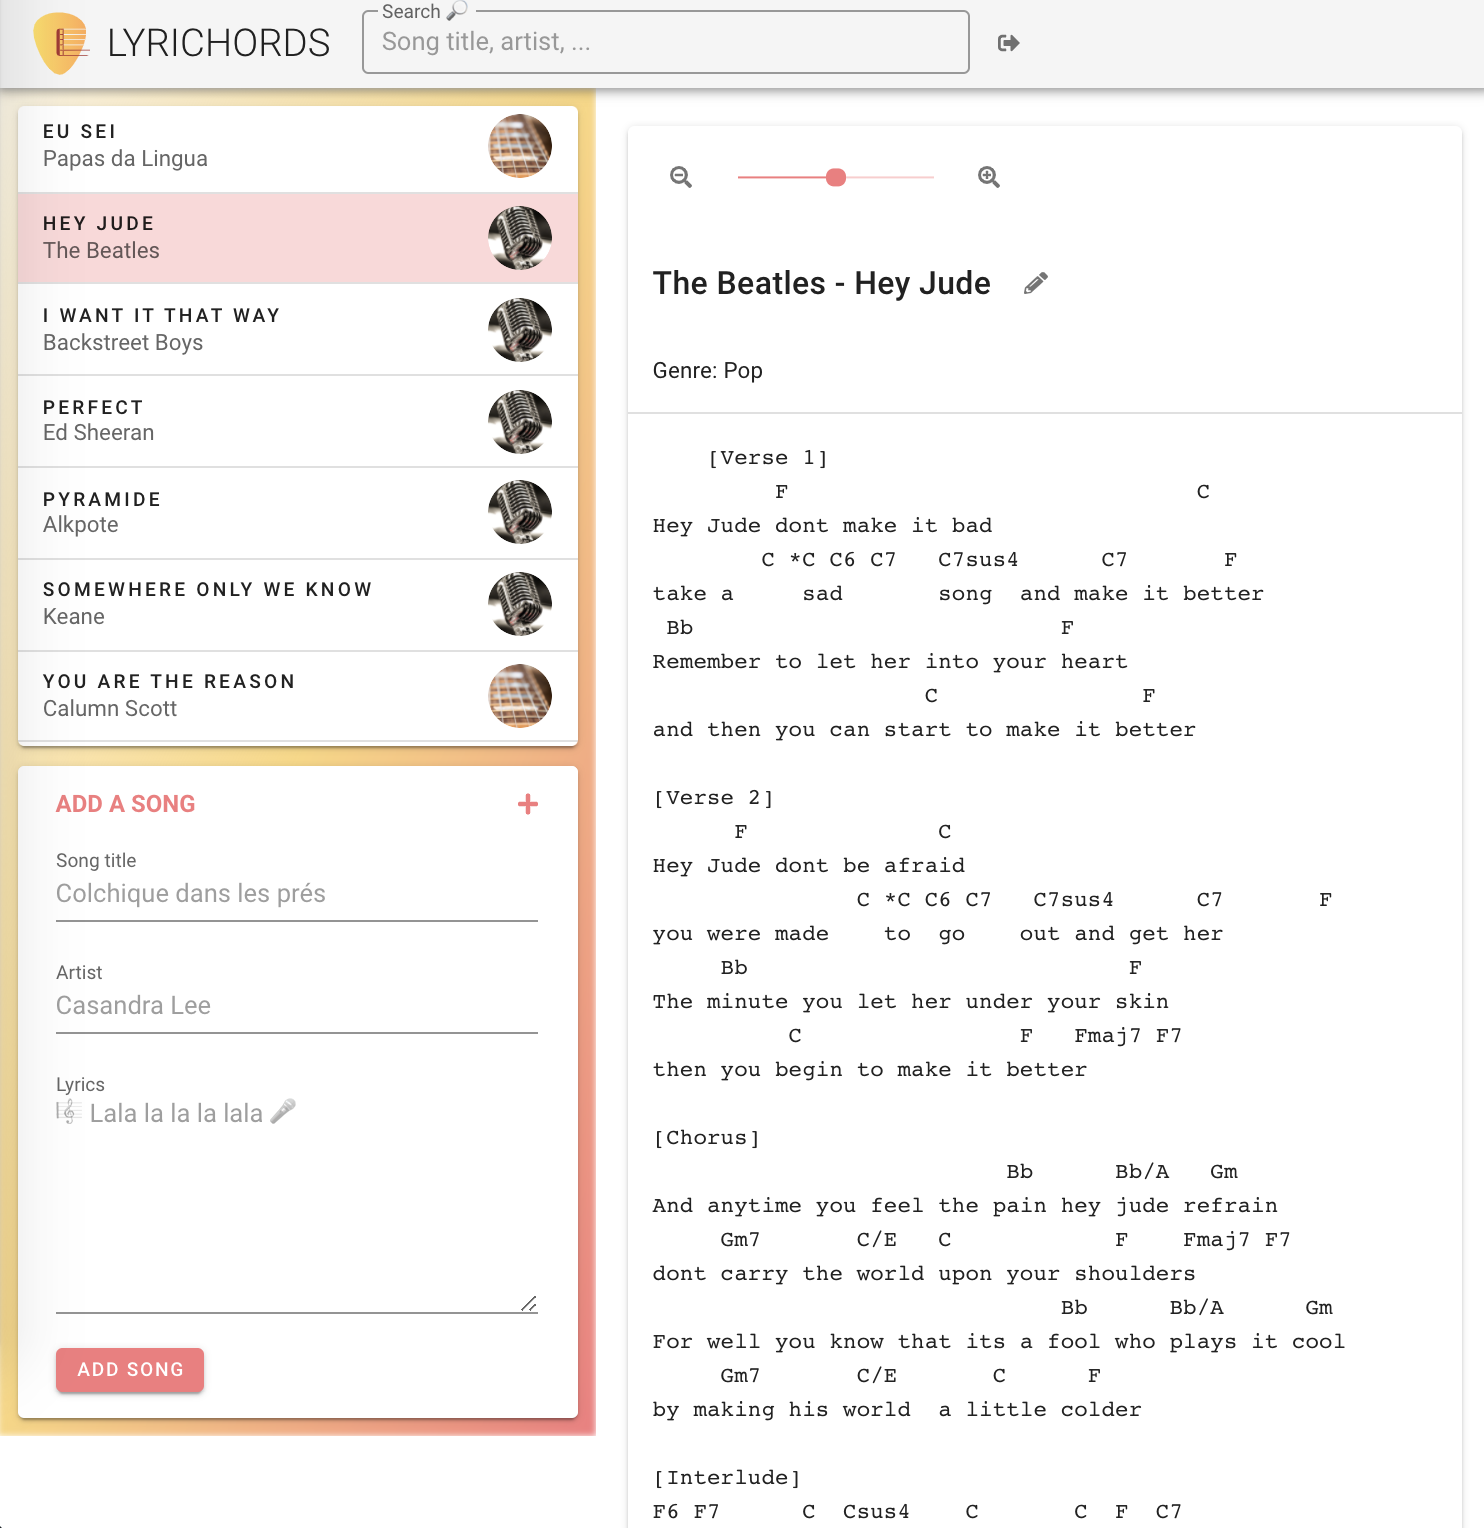 LYRICHORDS
Search 🔎
Song title, artist, ...
EU SEI
Papas da Lingua
HEY JUDE
The Beatles
I WANT IT THAT WAY
Backstreet Boys
PERFECT
Ed Sheeran
PYRAMIDE
Alkpote
SOMEWHERE ONLY WE KNOW
Keane
YOU ARE THE REASON
Calumn Scott
ADD A SONG
Song title
Colchique dans les prés
Artist
Casandra Lee
Lyrics
🎼 Lala la la la lala 🎤
ADD SONG
The Beatles - Hey Jude
Genre: Pop
    [Verse 1]
         F                              C
Hey Jude dont make it bad
        C *C C6 C7   C7sus4      C7       F
take a     sad       song  and make it better
 Bb                           F
Remember to let her into your heart
                    C               F
and then you can start to make it better
[Verse 2]
      F              C
Hey Jude dont be afraid
               C *C C6 C7   C7sus4      C7       F
you were made    to  go    out and get her
     Bb                            F
The minute you let her under your skin
          C                F   Fmaj7 F7
then you begin to make it better
[Chorus]
                          Bb      Bb/A   Gm
And anytime you feel the pain hey jude refrain
     Gm7       C/E   C            F    Fmaj7 F7
dont carry the world upon your shoulders
                              Bb      Bb/A      Gm
For well you know that its a fool who plays it cool
     Gm7       C/E       C      F
by making his world  a little colder
[Interlude]
F6 F7      C  Csus4    C       C  F  C7